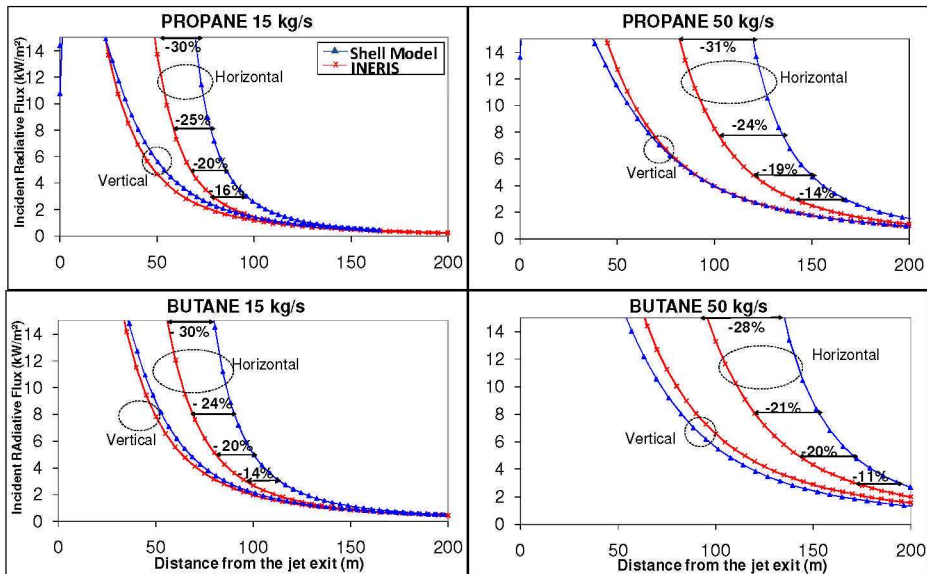 PROPANE 15 kg/s
Incident Radiative Flux (kW/m²)
14
12
10
8
6
4
2
0
-30%
Shell Model
INERIS
Horizontal
-25%
-20%
-16%
Vertical
0 50 100 150 200
PROPANE 50 kg/s
14
12
10
8
6
4
2
0
-31%
Horizontal
-24%
-19%
-14%
Vertical
0 50 100 150 200
BUTANE 15 kg/s
Incident RAdiative Flux (kW/m²)
14
12
10
8
6
4
2
0
- 30%
Horizontal
- 24%
- 20%
-14%
Vertical
0 50 100 150 200
Distance from the jet exit (m)
BUTANE 50 kg/s
14
12
10
8
6
4
2
0
-28%
Horizontal
-21%
-20%
-11%
Vertical
0 50 100 150 200
Distance from the jet exit (m)